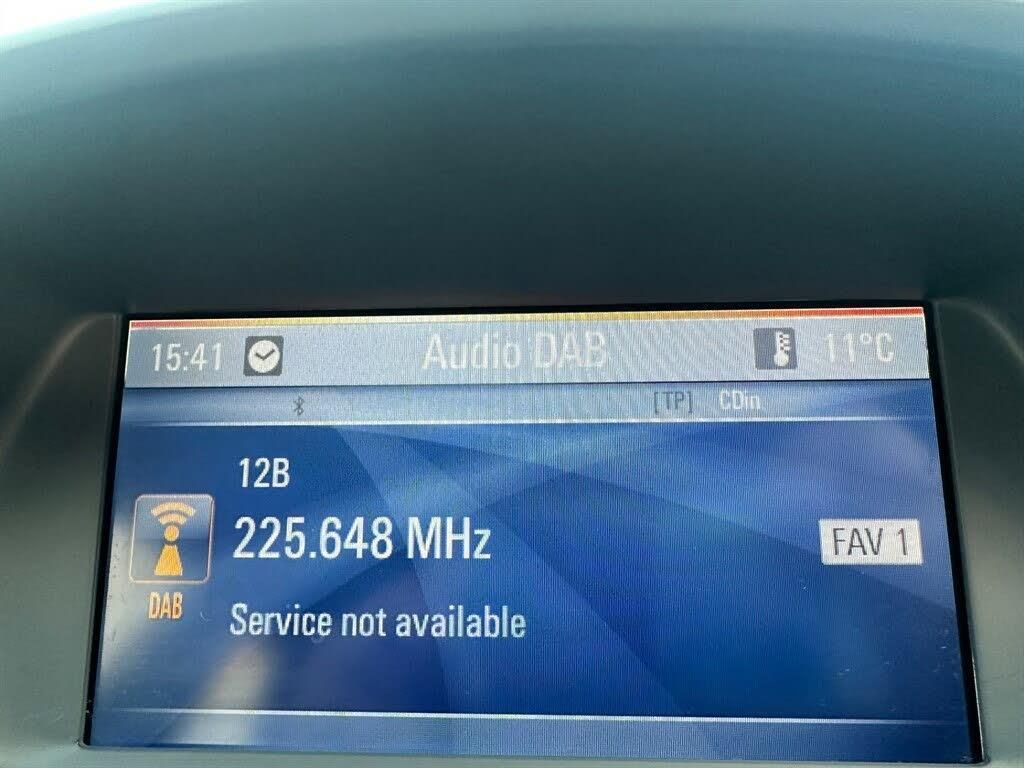 15:41 Audio DAB 11°C
[TP] CDin
12B
225.648 MHz
FAV 1
DAB
Service not available